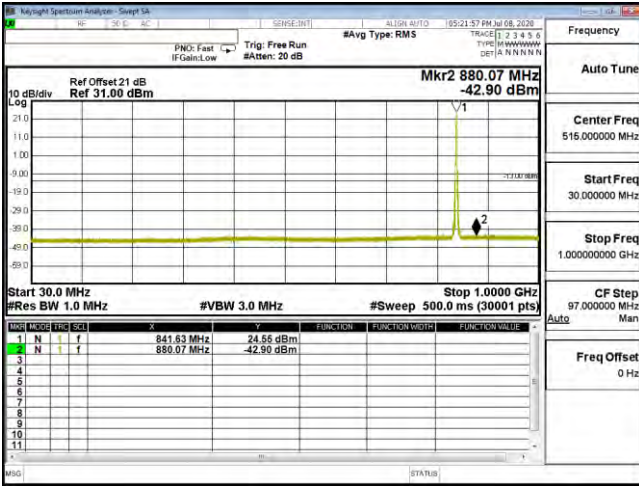 Keysight Spectrum Analyzer - Swept SA
RF 50 Ω AC SENSE:INT ALIGN AUTO 05:21:57 PM Jul 08, 2020
#Avg Type: RMS
TRACE 1 2 3 4 5 6
TYPE M WWWWW
DET A N N N N N
PNO: Fast
IFGain:Low
Trig: Free Run
#Atten: 20 dB
Ref Offset 21 dB
Ref 31.00 dBm
10 dB/div
Log
Mkr2 880.07 MHz
-42.90 dBm
21.0
11.0
1.00
-9.00
-19.0
-29.0
-39.0
-49.0
-59.0
1
2
-13.00 dBm
Start 30.0 MHz
#Res BW 1.0 MHz
#VBW 3.0 MHz
Stop 1.0000 GHz
#Sweep 500.0 ms (30001 pts)
MKR MODE TRC SCL X Y FUNCTION FUNCTION WIDTH FUNCTION VALUE
1 N 1 f 841.63 MHz 24.55 dBm
2 N 1 f 880.07 MHz -42.90 dBm
3
4
5
6
7
8
9
10
11
MSG
STATUS
Frequency
Auto Tune
Center Freq
515.000000 MHz
Start Freq
30.000000 MHz
Stop Freq
1.000000000 GHz
CF Step
97.000000 MHz
Auto Man
Freq Offset
0 Hz